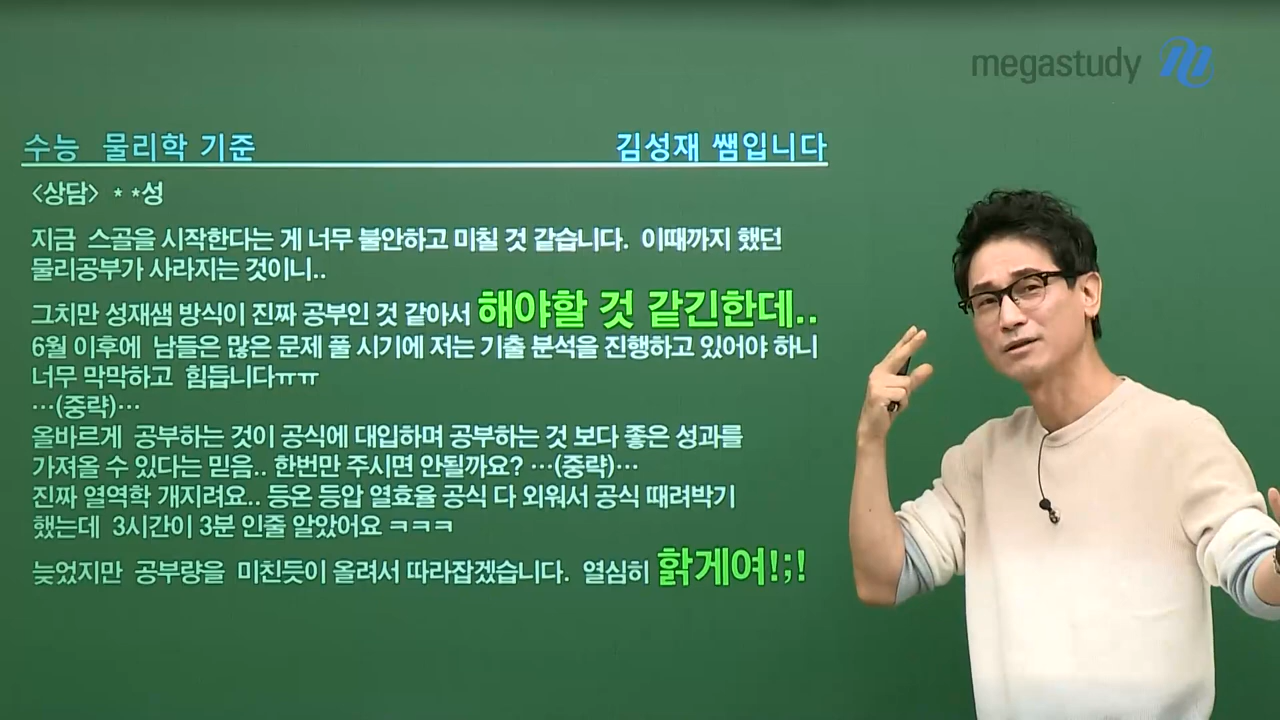 megastudy
수능 물리학 기준 김성재 쌤입니다
<상담> * *성
지금 스골을 시작한다는 게 너무 불안하고 미칠 것 같습니다. 이때까지 했던
물리공부가 사라지는 것이니..
그치만 성재샘 방식이 진짜 공부인 것 같아서 해야할 것 같긴한데..
6월 이후에 남들은 많은 문제 풀 시기에 저는 기출 분석을 진행하고 있어야 하니
너무 막막하고 힘듭니다ㅠㅠ
…(중략)…
올바르게 공부하는 것이 공식에 대입하며 공부하는 것 보다 좋은 성과를
가져올 수 있다는 믿음.. 한번만 주시면 안될까요? …(중략)…
진짜 열역학 개지려요.. 등온 등압 열효율 공식 다 외워서 공식 때려박기
했는데 3시간이 3분 인줄 알았어요 ㅋㅋㅋ
늦었지만 공부량을 미친듯이 올려서 따라잡겠습니다. 열심히 핡게여!;!